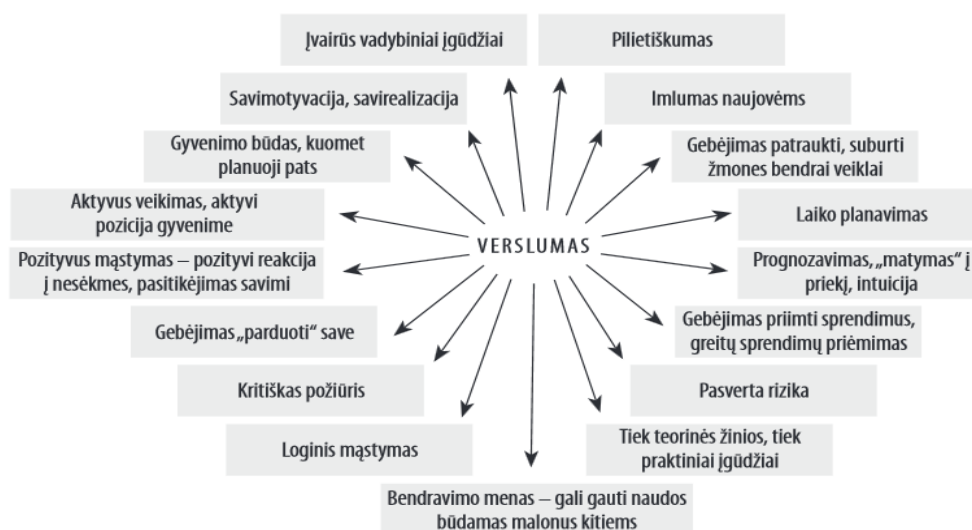 Įvairūs vadybiniai įgūdžiai
Pilietiškumas
Savimotyvacija, savirealizacija
Imlumas naujovėms
Gyvenimo būdas, kuomet
planuoji pats
Gebėjimas patraukti, suburti
žmones bendrai veiklai
Aktyvus veikimas, aktyvi
pozicija gyvenime
Laiko planavimas
VERSLUMAS
Pozityvus mąstymas – pozityvi reakcija
į nesėkmes, pasitikėjimas savimi
Prognozavimas, „matymas“ į
priekį, intuicija
Gebėjimas „parduoti“ save
Gebėjimas priimti sprendimus,
greitų sprendimų priėmimas
Kritiškas požiūris
Pasverta rizika
Loginis mąstymas
Tiek teorinės žinios, tiek
praktiniai įgūdžiai
Bendravimo menas – gali gauti naudos
būdamas malonus kitiems